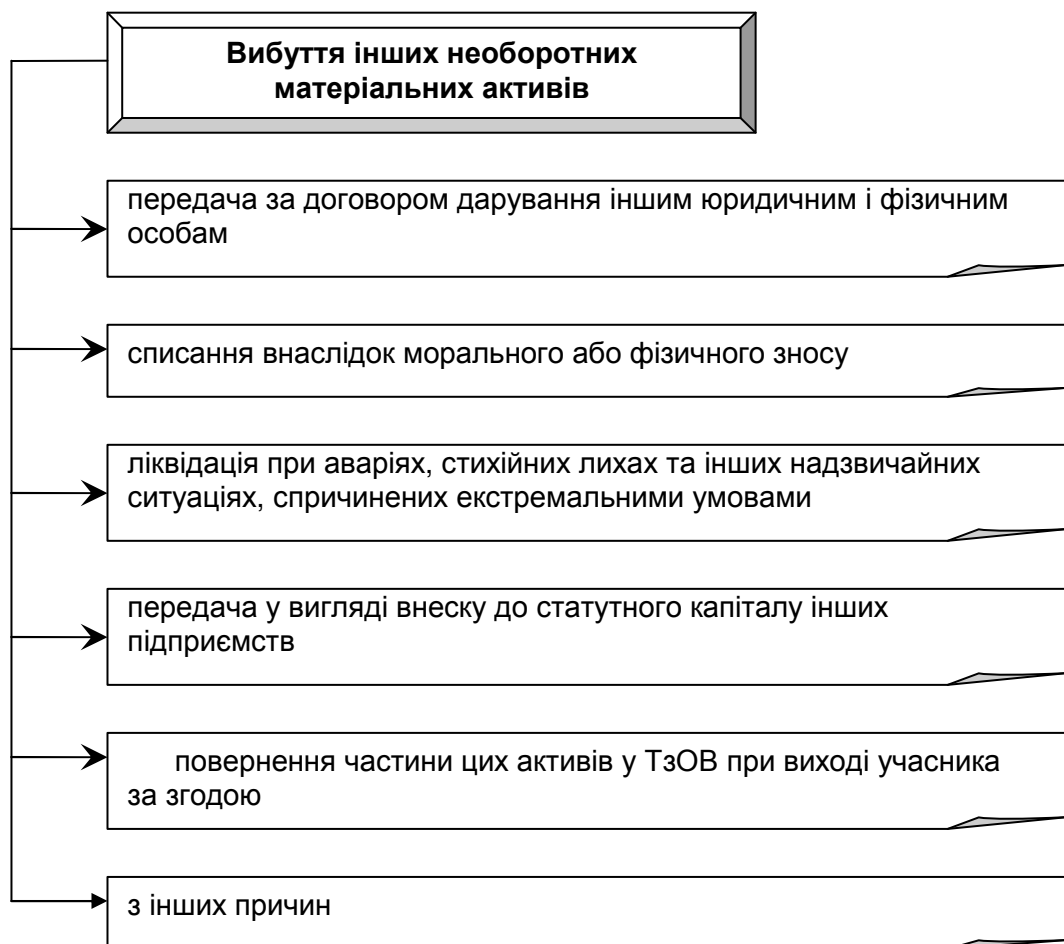 Вибуття інших необоротних
матеріальних активів
передача за договором дарування іншим юридичним і фізичним
особам
списання внаслідок морального або фізичного зносу
ліквідація при аваріях, стихійних лихах та інших надзвичайних
ситуаціях, спричинених екстремальними умовами
передача у вигляді внеску до статутного капіталу інших
підприємств
повернення частини цих активів у ТзОВ при виході учасника
за згодою
з інших причин